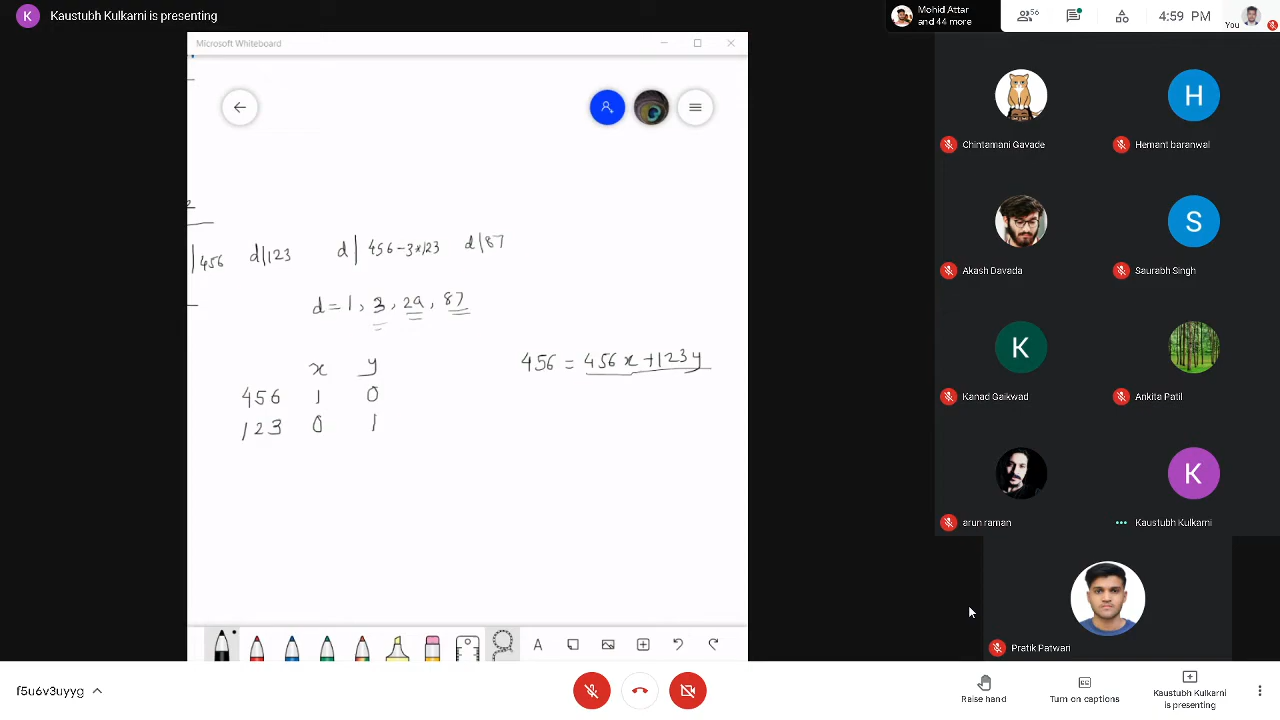 K Kaustubh Kulkarni is presenting
Mohid Attar
and 44 more
56
4:59 PM
You
Microsoft Whiteboard
|456 d|123 d | 456-3*123 d|87
d = 1, 3, 29, 87
x y
456 = 456x+123y
456 1 0
123 0 1
A
Chintamani Gavade
H
Hemant baranwal
Akash Davada
S
Saurabh Singh
K
Kanad Gaikwad
Ankita Patil
arun raman
K
Kaustubh Kulkarni
Pratik Patwari
f5u6v3uyyg
Raise hand
Turn on captions
Kaustubh Kulkarni
is presenting